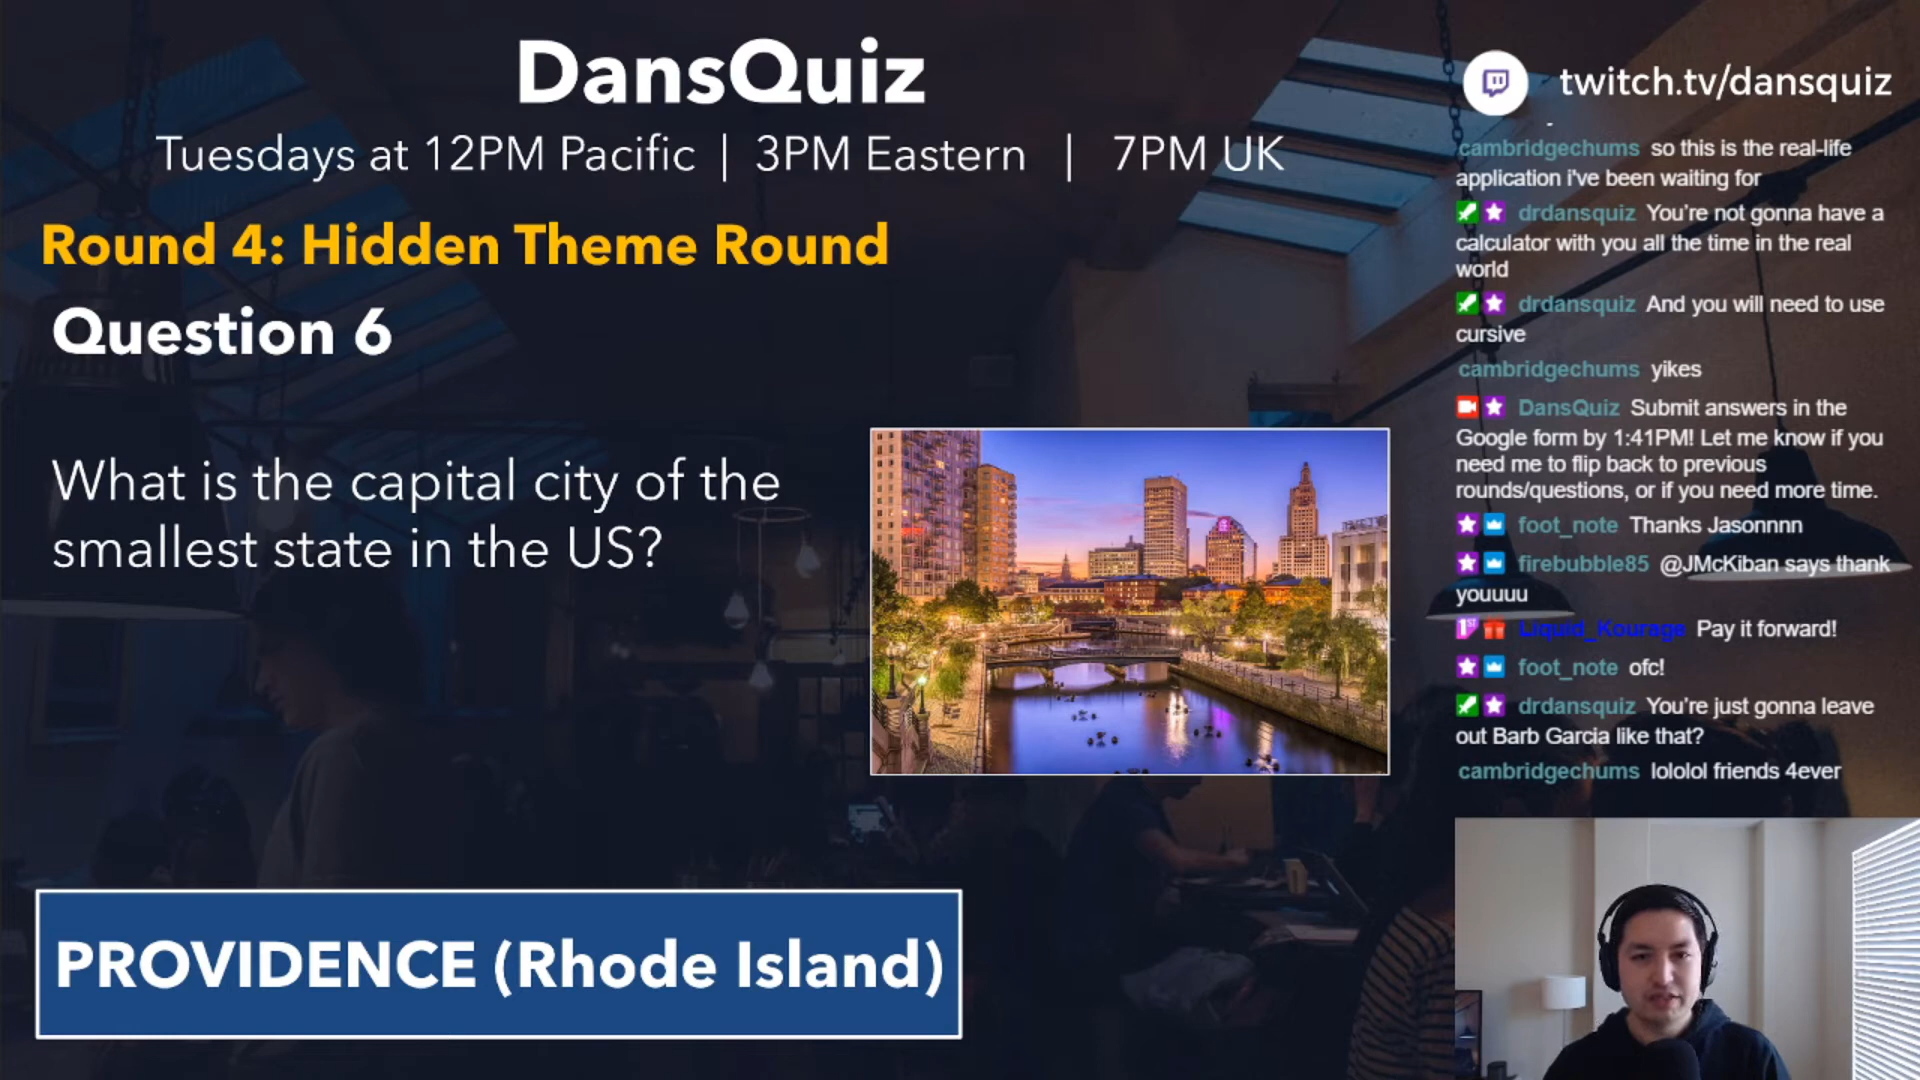 DansQuiz
Tuesdays at 12PM Pacific | 3PM Eastern | 7PM UK
Round 4: Hidden Theme Round
Question 6
What is the capital city of the
smallest state in the US?
PROVIDENCE (Rhode Island)
twitch.tv/dansquiz
cambridgechums so this is the real-life
application i've been waiting for
drdansquiz You're not gonna have a
calculator with you all the time in the real
world
drdansquiz And you will need to use
cursive
cambridgechums yikes
DansQuiz Submit answers in the
Google form by 1:41PM! Let me know if you
need me to flip back to previous
rounds/questions, or if you need more time.
foot_note Thanks Jasonnnn
firebubble85 @JMcKiban says thank
youuuu
1st Liquid_Kourage Pay it forward!
foot_note ofc!
drdansquiz You're just gonna leave
out Barb Garcia like that?
cambridgechums lololol friends 4ever